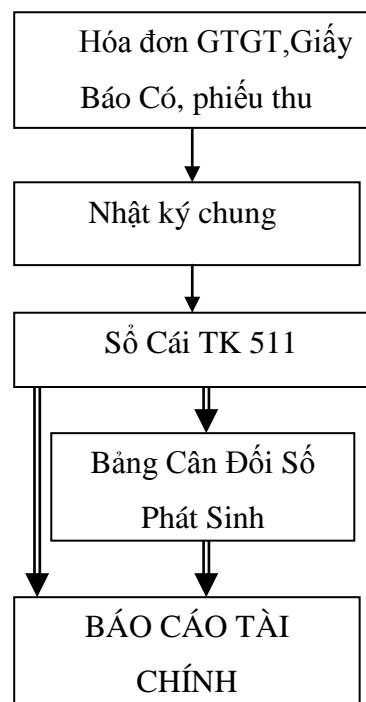 Hóa đơn GTGT,Giấy
Báo Có, phiếu thu
Nhật ký chung
Sổ Cái TK 511
Bảng Cân Đối Số
Phát Sinh
BÁO CÁO TÀI
CHÍNH